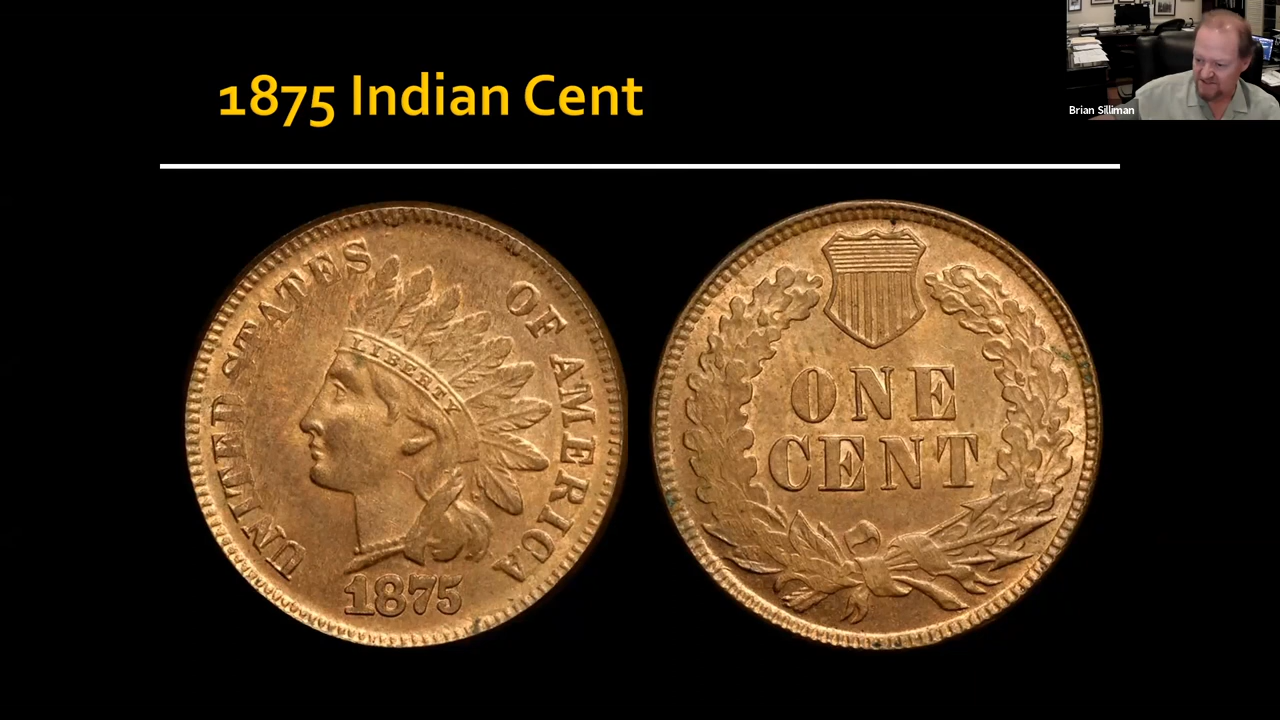 1875 Indian Cent
Brian Silliman
UNITED STATES OF AMERICA
LIBERTY
1875
ONE
CENT